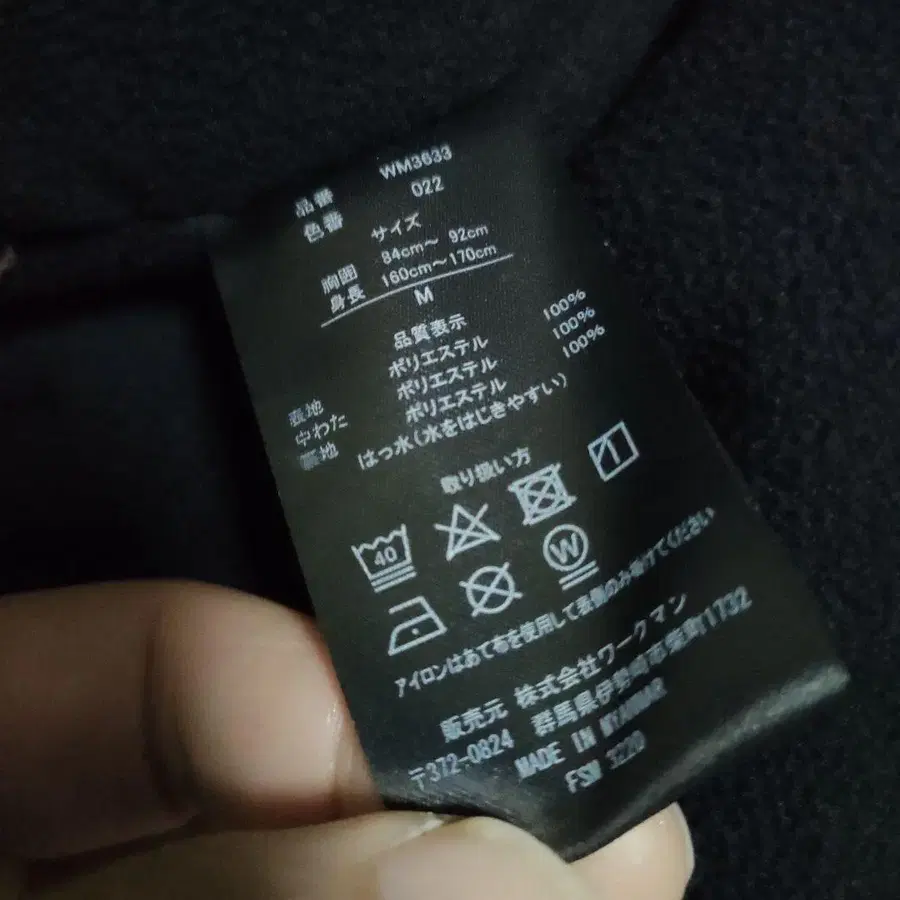 品番 WM3633
色番 022
サイズ
胸囲 84cm～ 92cm
身長 160cm～170cm
M
品質表示
表地 ポリエステル 100%
中わた ポリエステル 100%
裏地 ポリエステル 100%
はっ水(水をはじきやすい)
取り扱い方
40
W
アイロンはあて布を使用して表側のみかけてください
販売元 株式会社ワークマン
〒372-0824 群馬県伊勢崎市柴町1732
MADE IN MYANMAR
FSM 3220